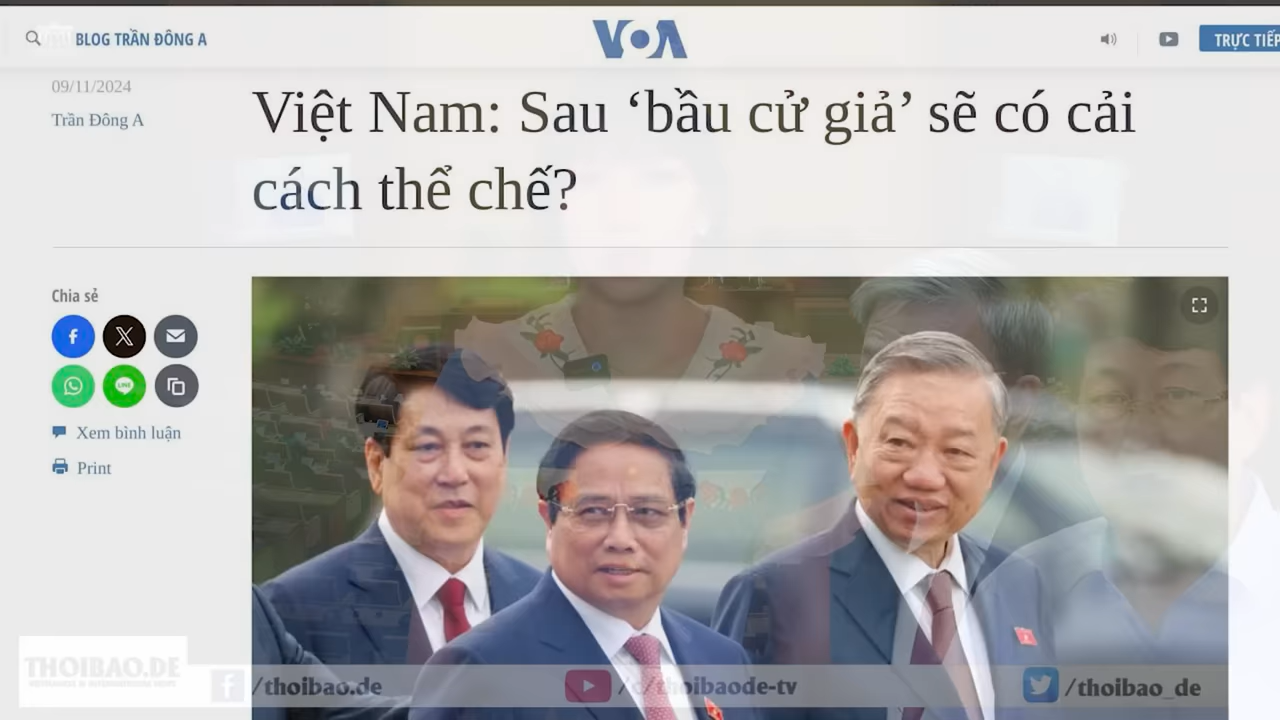 BLOG TRẦN ĐÔNG A
VOA
TRỰC TIẾP
09/11/2024
Trần Đông A
Việt Nam: Sau ‘bầu cử giả’ sẽ có cải
cách thể chế?
Chia sẻ
LINE
Xem bình luận
Print
THOIBAO.DE
/thoibao.de
/c/thoibaode-tv
/thoibao_de